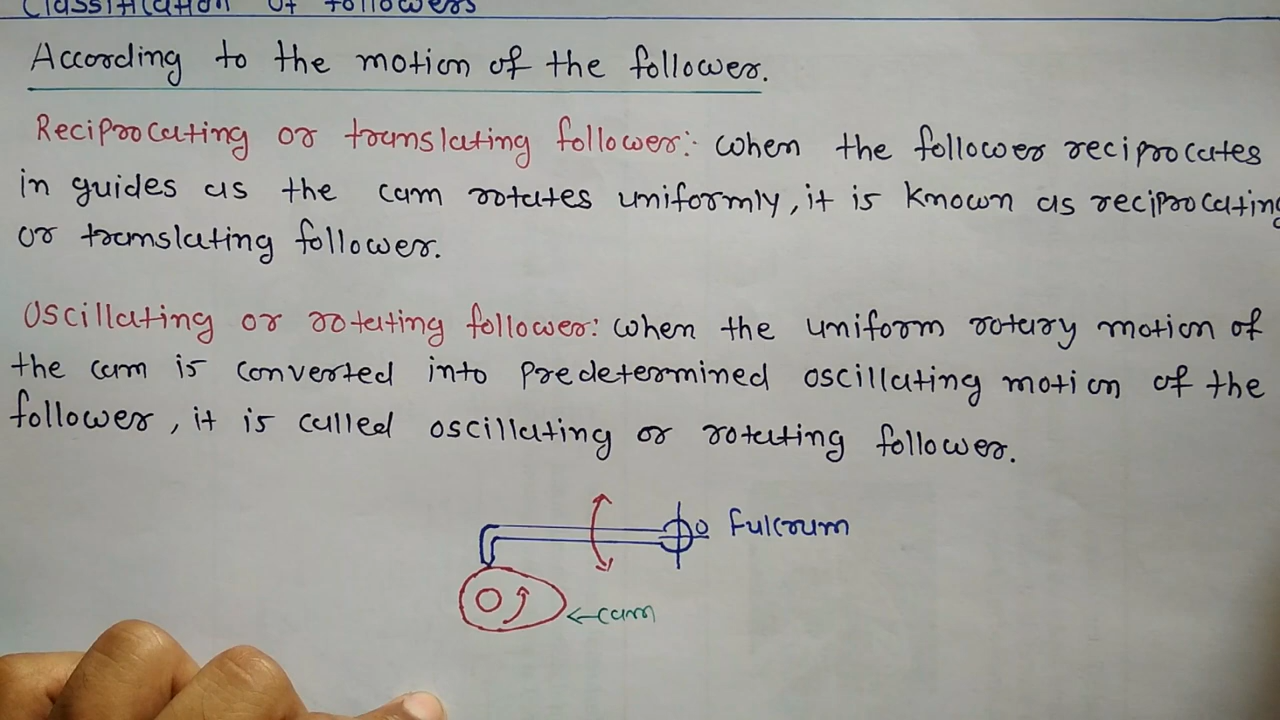 Classification of followers
According to the motion of the follower.
Reciprocating or translating follower:- when the follower reciprocates
in guides as the cam rotates uniformly, it is known as reciprocating
or translating follower.
Oscillating or rotating follower: when the uniform rotary motion of
the cam is converted into predetermined oscillating motion of the
follower, it is called oscillating or rotating follower.
O Fulcrum
cam